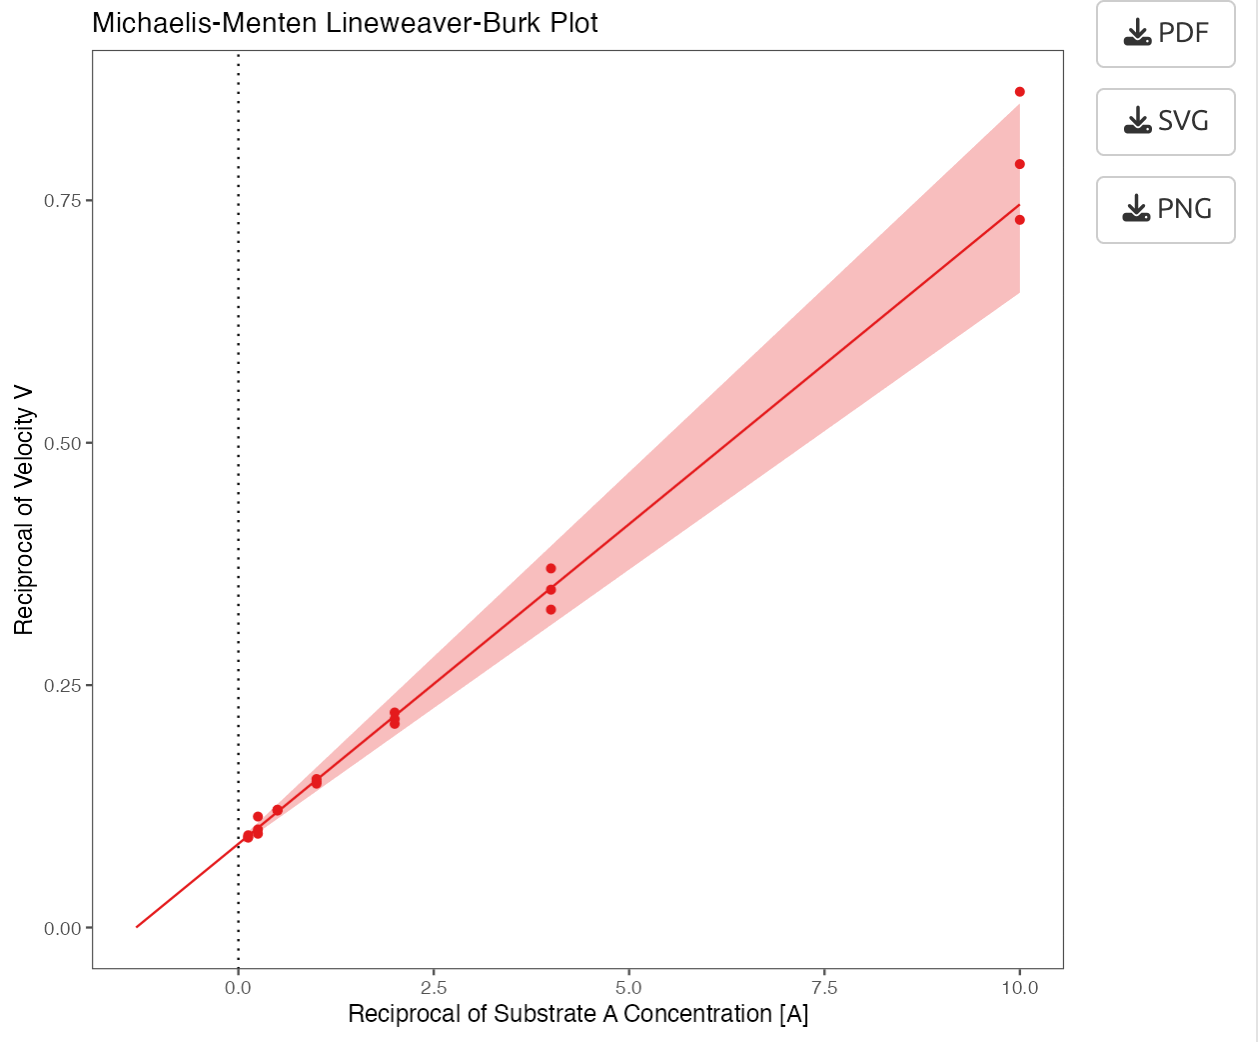 Michaelis-Menten Lineweaver-Burk Plot
PDF
SVG
PNG
0.75
0.50
0.25
0.00
Reciprocal of Velocity V
0.0 2.5 5.0 7.5 10.0
Reciprocal of Substrate A Concentration [A]